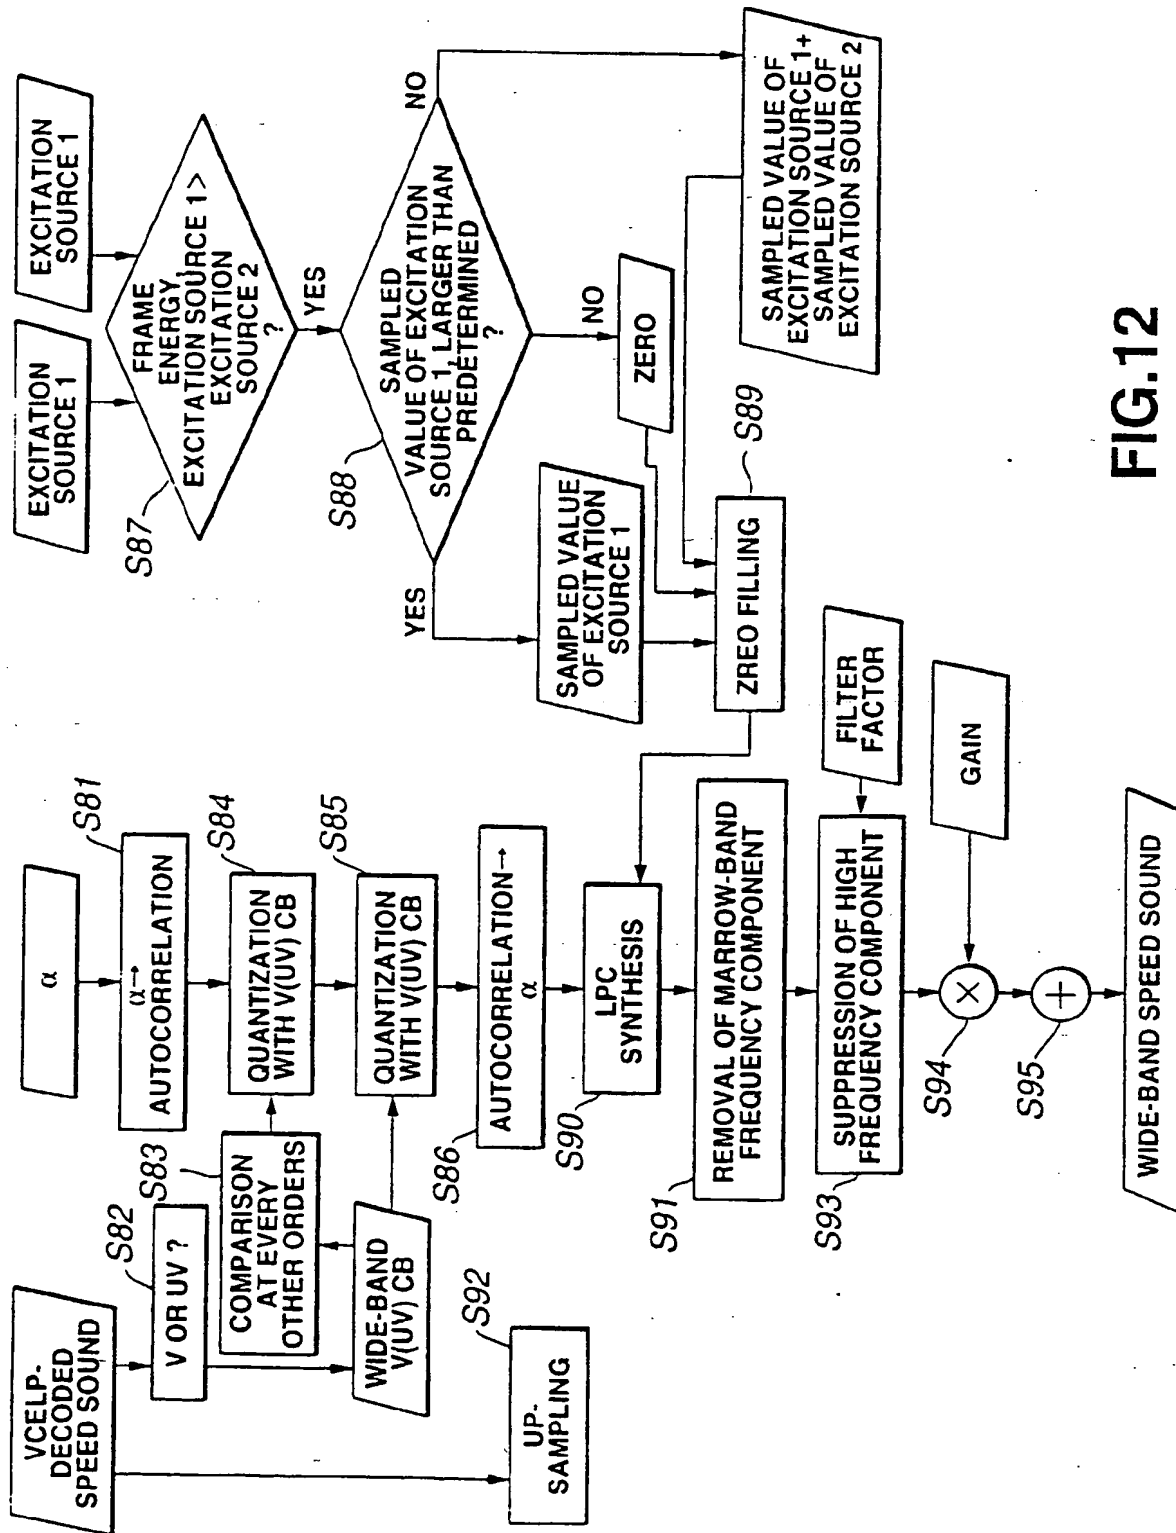 VCELP-
DECODED
SPEED SOUND
S82
V OR UV ?
S83
COMPARISON
AT EVERY
OTHER ORDERS
WIDE-BAND
V(UV) CB
S92
UP-
SAMPLING
α
S81
α→
AUTOCORRELATION
S84
QUANTIZATION
WITH V(UV) CB
S85
QUANTIZATION
WITH V(UV) CB
S86
AUTOCORRELATION→
α
S90
LPC
SYNTHESIS
S91
REMOVAL OF MARROW-BAND
FREQUENCY COMPONENT
S93
SUPPRESSION OF HIGH
FREQUENCY COMPONENT
FILTER
FACTOR
GAIN
S94
×
S95
+
WIDE-BAND SPEED SOUND
EXCITATION
SOURCE 1
EXCITATION
SOURCE 1
S87
FRAME
ENERGY,
EXCITATION SOURCE 1>
EXCITATION
SOURCE 2
?
YES
NO
S88
SAMPLED
VALUE OF EXCITATION
SOURCE 1, LARGER THAN
PREDETERMINED
?
YES
NO
SAMPLED VALUE
OF EXCITATION
SOURCE 1
ZERO
SAMPLED VALUE OF
EXCITATION SOURCE 1+
SAMPLED VALUE OF
EXCITATION SOURCE 2
S89
ZREO FILLING
FIG.12